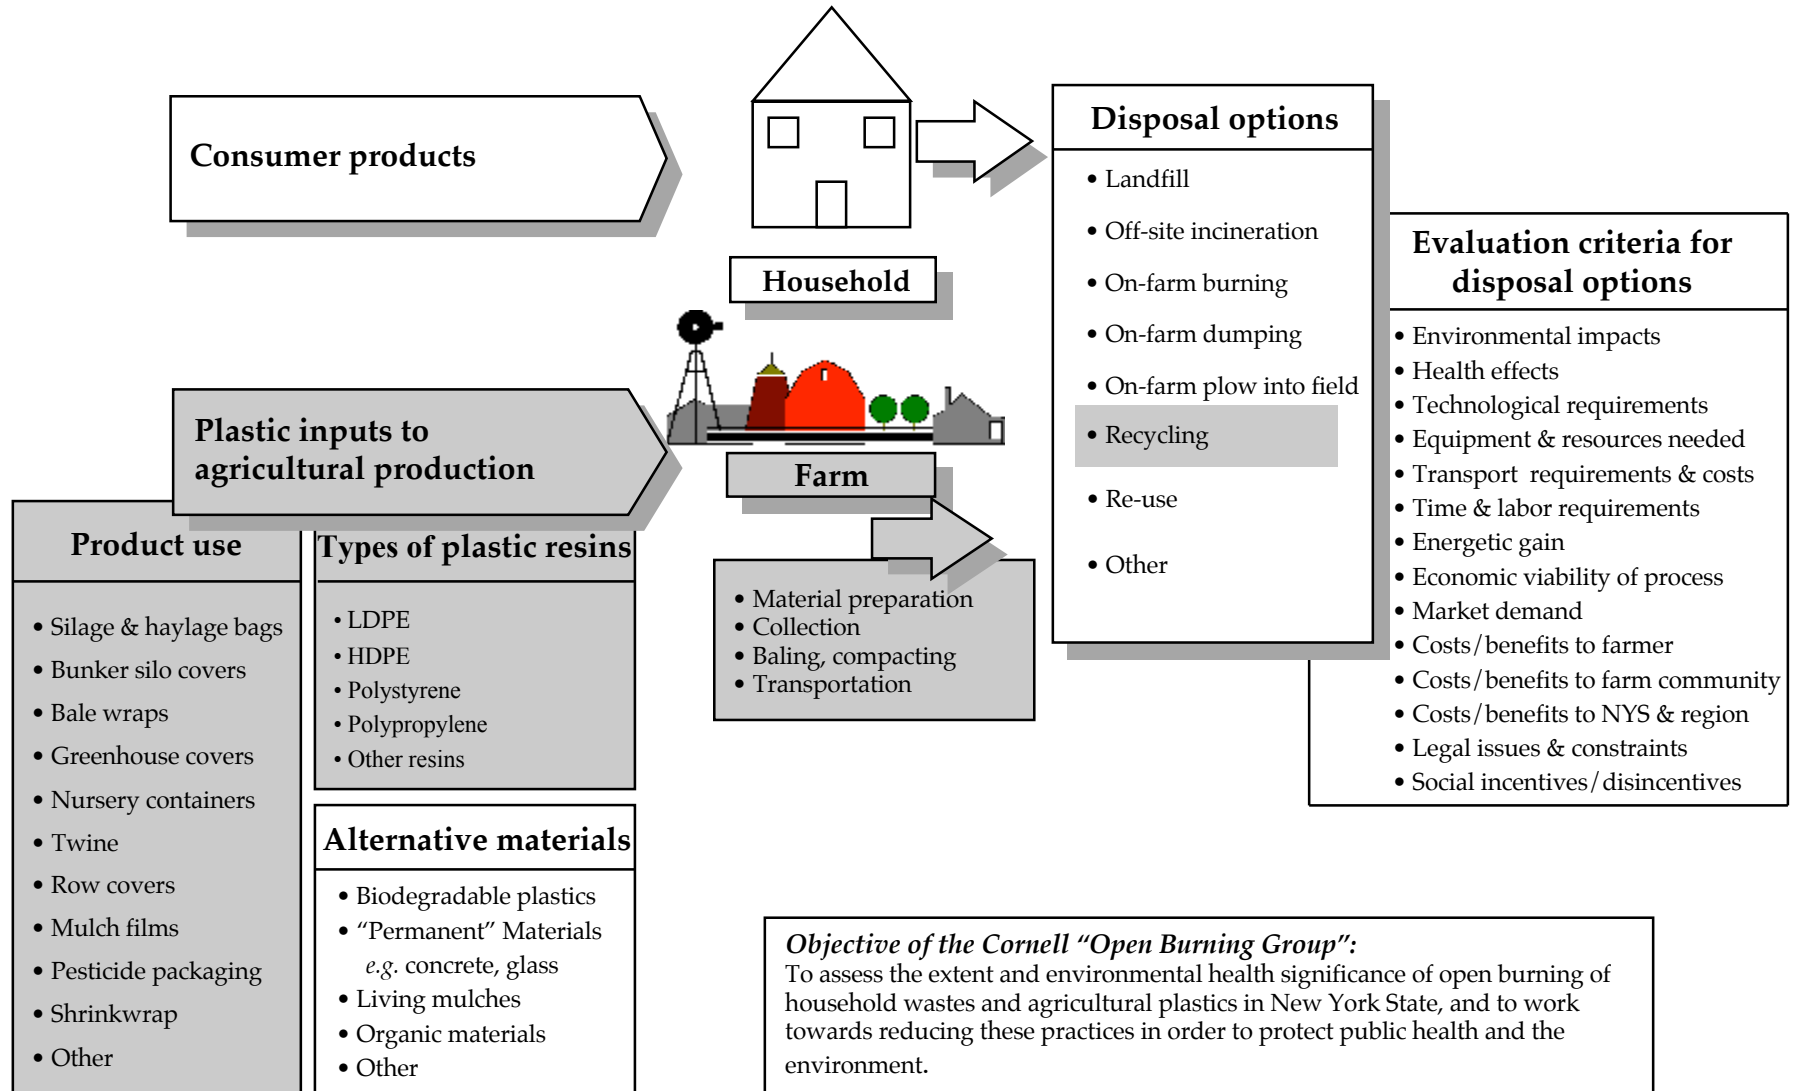 Consumer products
Household
Plastic inputs to
agricultural production
Farm
Product use
• Silage & haylage bags
• Bunker silo covers
• Bale wraps
• Greenhouse covers
• Nursery containers
• Twine
• Row covers
• Mulch films
• Pesticide packaging
• Shrinkwrap
• Other
Types of plastic resins
• LDPE
• HDPE
• Polystyrene
• Polypropylene
• Other resins
Alternative materials
• Biodegradable plastics
• “Permanent” Materials
e.g. concrete, glass
• Living mulches
• Organic materials
• Other
• Material preparation
• Collection
• Baling, compacting
• Transportation
Disposal options
• Landfill
• Off-site incineration
• On-farm burning
• On-farm dumping
• On-farm plow into field
• Recycling
• Re-use
• Other
Evaluation criteria for
disposal options
• Environmental impacts
• Health effects
• Technological requirements
• Equipment & resources needed
• Transport requirements & costs
• Time & labor requirements
• Energetic gain
• Economic viability of process
• Market demand
• Costs/benefits to farmer
• Costs/benefits to farm community
• Costs/benefits to NYS & region
• Legal issues & constraints
• Social incentives/disincentives
Objective of the Cornell “Open Burning Group”:
To assess the extent and environmental health significance of open burning of
household wastes and agricultural plastics in New York State, and to work
towards reducing these practices in order to protect public health and the
environment.